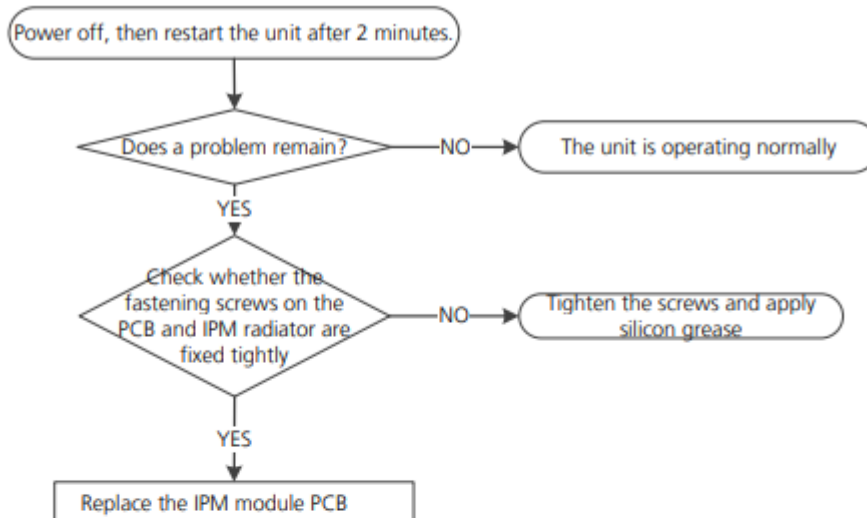 Power off, then restart the unit after 2 minutes.
Does a problem remain?
NO
The unit is operating normally
YES
Check whether the
fastening screws on the
PCB and IPM radiator are
fixed tightly
NO
Tighten the screws and apply
silicon grease
YES
Replace the IPM module PCB